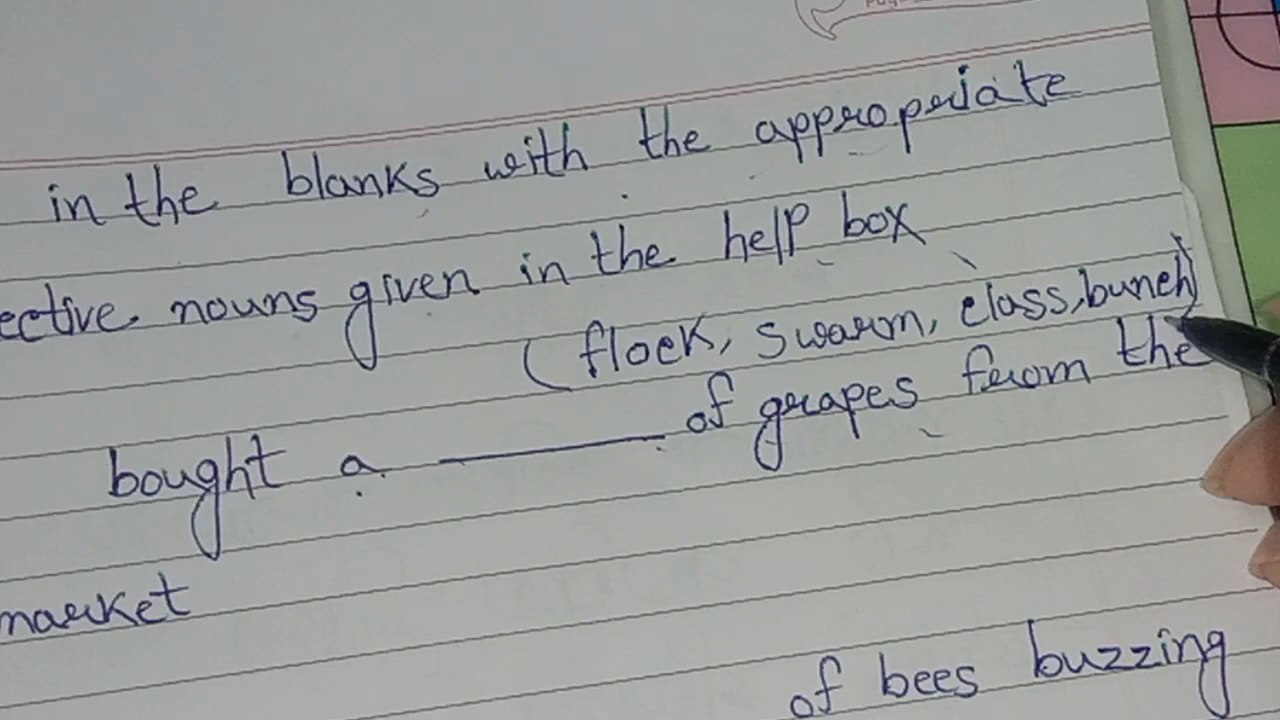 in the blanks with the appropriate
ective nouns given in the help box
(flock, swarm, class, bunch)
bought a ______ of grapes from the
market
of bees buzzing